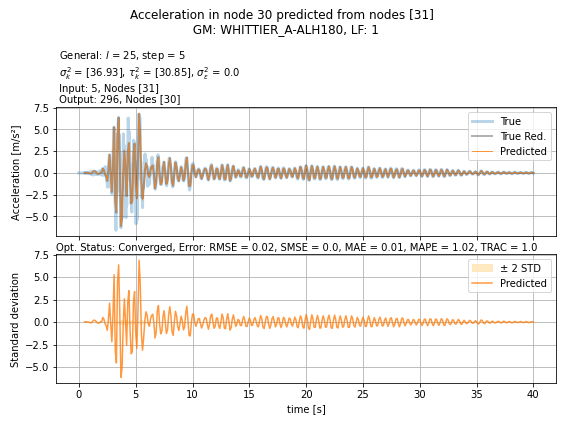 Acceleration in node 30 predicted from nodes [31]
GM: WHITTIER_A-ALH180, LF: 1
General: l = 25, step = 5
σ²ₖ = [36.93], τ²ₖ = [30.85], σ²_ε = 0.0
Input: 5, Nodes [31]
Output: 296, Nodes [30]
7.5
5.0
2.5
0.0
−2.5
−5.0
Acceleration [m/s²]
True
True Red.
Predicted
Opt. Status: Converged, Error: RMSE = 0.02, SMSE = 0.0, MAE = 0.01, MAPE = 1.02, TRAC = 1.0
7.5
5.0
2.5
0.0
−2.5
−5.0
Standard deviation
± 2 STD
Predicted
0 5 10 15 20 25 30 35 40
time [s]